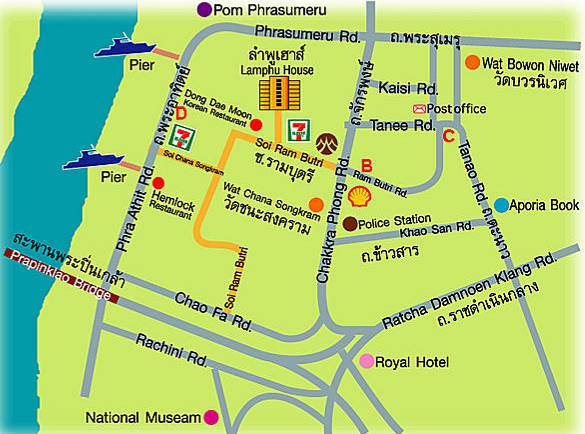 Pom Phrasumeru
Phrasumeru Rd.
ถ.พระสุเมรุ
Pier
ลำพูเฮาส์
Lamphu House
Wat Bowon Niwet
วัดบวรนิเวศ
Kaisi Rd.
Dong Dae Moon
Korean Restaurant
Post office
ถ.พระอาทิตย์
ถ.จักรพงษ์
D
7
ELEVEN
7
ELEVEN
Tanee Rd.
C
Soi Ram Butri
ซ.รามบุตรี
Soi Chana Songkram
B
Ram Butri Rd.
Pier
Hemlock
Restaurant
Wat Chana Songkram
วัดชนะสงคราม
Tanao Rd.
ถ.ตะนาว
Aporia Book
Police Station
Khao San Rd.
ถ.ข้าวสาร
Phra Athit Rd.
Chakkra Phong Rd.
สะพานพระปิ่นเกล้า
Prapinklao Bridge
Soi Ram Butri
Chao Fa Rd.
Ratcha Damnoen Klang Rd.
ถ.ราชดำเนินกลาง
Rachini Rd.
Royal Hotel
National Museam